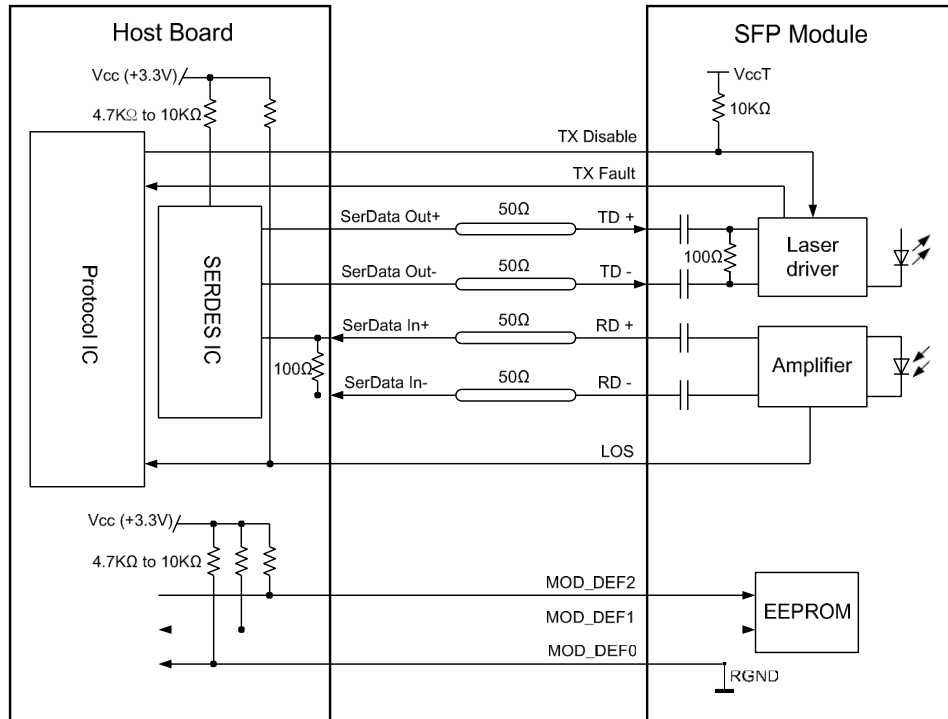 Host Board
SFP Module
Vcc (+3.3V)
VccT
4.7KΩ to 10KΩ
10KΩ
TX Disable
TX Fault
Protocol IC
SERDES IC
SerData Out+
50Ω
TD +
100Ω
Laser driver
SerData Out-
50Ω
TD -
SerData In+
50Ω
RD +
100Ω
Amplifier
SerData In-
50Ω
RD -
LOS
Vcc (+3.3V)
4.7KΩ to 10KΩ
MOD_DEF2
EEPROM
MOD_DEF1
MOD_DEF0
RGND